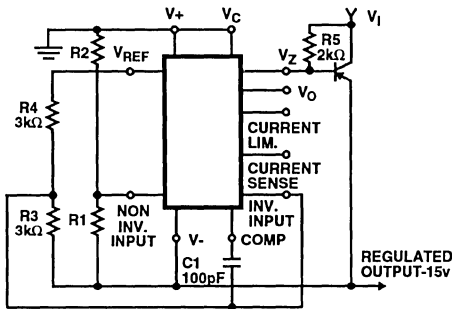 V+ VC VI
R2 VREF VZ R5
2kΩ
R4
3kΩ
VO
CURRENT
LIM.
CURRENT
SENSE
R3
3kΩ
R1 NON
INV.
INPUT
INV.
INPUT
V- COMP
C1
100pF
REGULATED
OUTPUT-15v